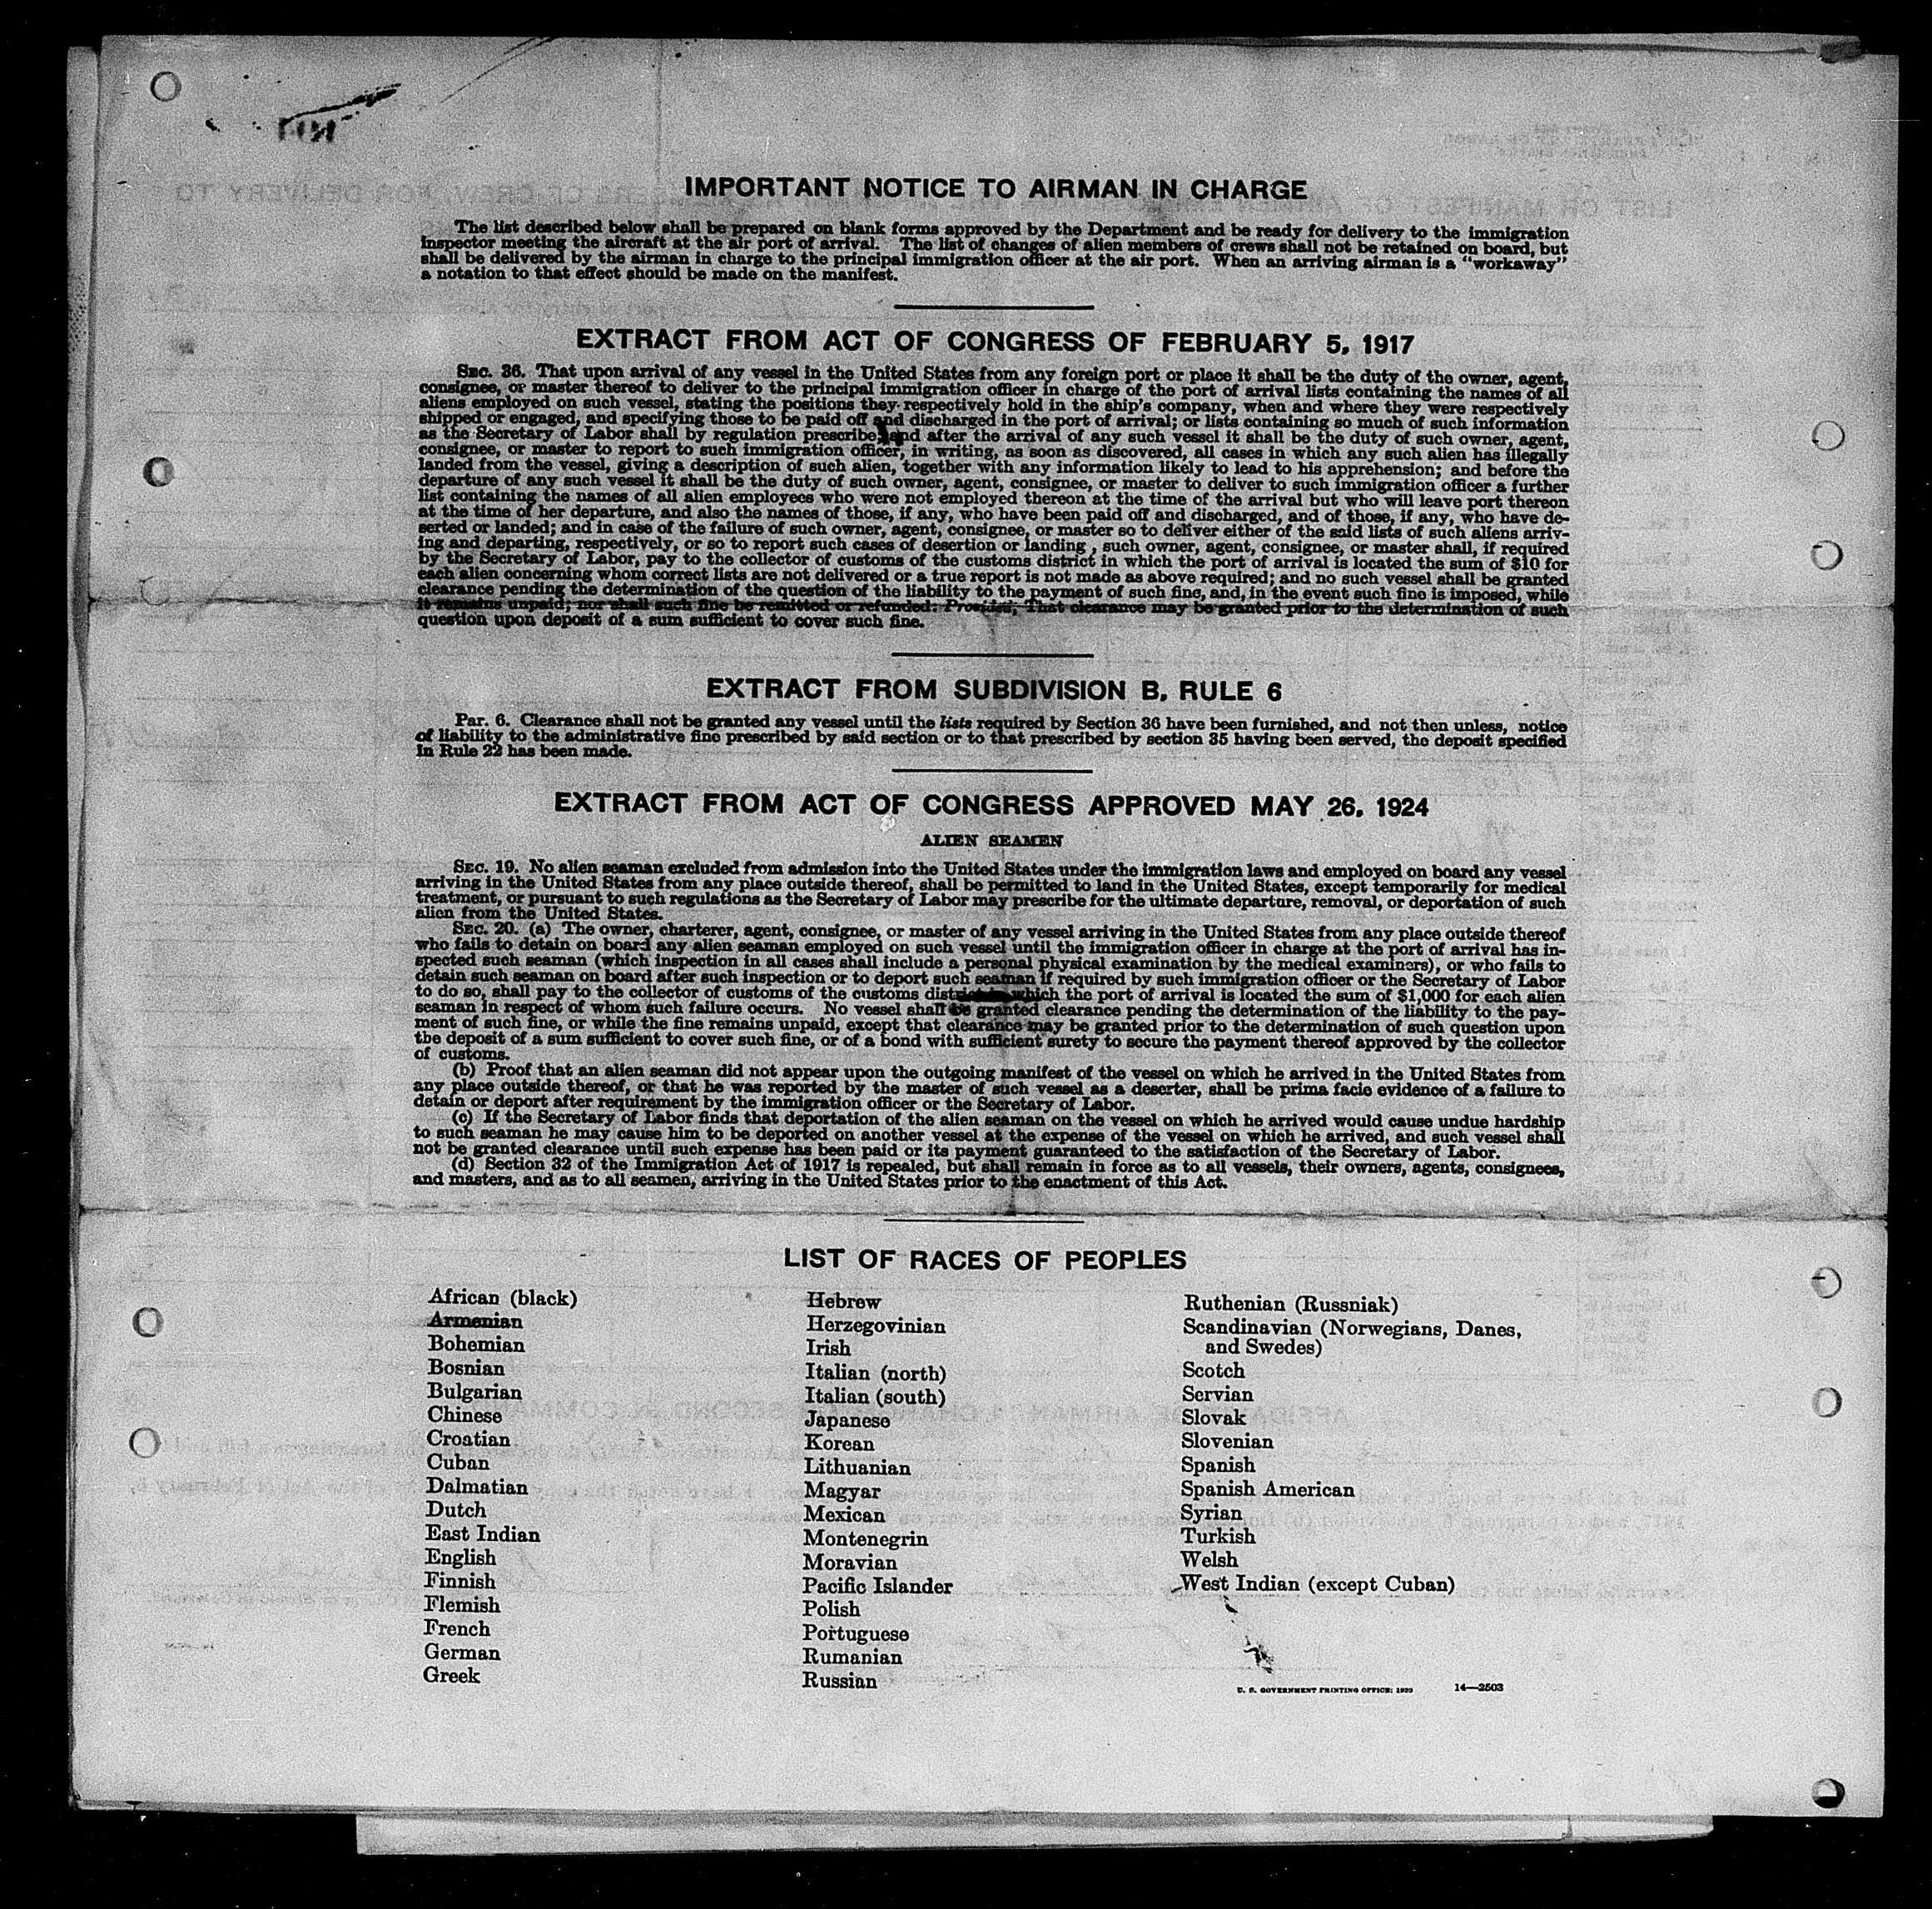 IMPORTANT NOTICE TO AIRMAN IN CHARGE
The list described below shall be prepared on blank forms approved by the Department and be ready for delivery to the immigration
inspector meeting the aircraft at the air port of arrival. The list of changes of alien members of crews shall not be retained on board, but
shall be delivered by the airman in charge to the principal immigration officer at the air port. When an arriving airman is a "workaway"
a notation to that effect should be made on the manifest.
EXTRACT FROM ACT OF CONGRESS OF FEBRUARY 5, 1917
SEC. 36. That upon arrival of any vessel in the United States from any foreign port or place it shall be the duty of the owner, agent,
consignee, or master thereof to deliver to the principal immigration officer in charge of the port of arrival lists containing the names of all
aliens employed on such vessel, stating the positions they respectively hold in the ship's company, when and where they were respectively
shipped or engaged, and specifying those to be paid off and discharged in the port of arrival; or lists containing so much of such information
as the Secretary of Labor shall by regulation prescribe; and after the arrival of any such vessel it shall be the duty of such owner, agent,
consignee, or master to report to such immigration officer, in writing, as soon as discovered, all cases in which any such alien has illegally
landed from the vessel, giving a description of such alien, together with any information likely to lead to his apprehension; and before the
departure of any such vessel it shall be the duty of such owner, agent, consignee, or master to deliver to such immigration officer a further
list containing the names of all alien employees who were not employed thereon at the time of the arrival but who will leave port thereon
at the time of her departure, and also the names of those, if any, who have been paid off and discharged, and of those, if any, who have de-
serted or landed; and in case of the failure of such owner, agent, consignee, or master so to deliver either of the said lists of such aliens arriv-
ing and departing, respectively, or so to report such cases of desertion or landing , such owner, agent, consignee, or master shall, if required
by the Secretary of Labor, pay to the collector of customs of the customs district in which the port of arrival is located the sum of $10 for
each alien concerning whom correct lists are not delivered or a true report is not made as above required; and no such vessel shall be granted
clearance pending the determination of the question of the liability to the payment of such fine, and, in the event such fine is imposed, while
it remains unpaid; nor shall such fine be remitted or refunded: Provided, That clearance may be granted prior to the determination of such
question upon deposit of a sum sufficient to cover such fine.
EXTRACT FROM SUBDIVISION B, RULE 6
Par. 6. Clearance shall not be granted any vessel until the lists required by Section 36 have been furnished, and not then unless, notice
of liability to the administrative fine prescribed by said section or to that prescribed by section 35 having been served, the deposit specified
in Rule 22 has been made.
EXTRACT FROM ACT OF CONGRESS APPROVED MAY 26, 1924
ALIEN SEAMEN
SEC. 19. No alien seaman excluded from admission into the United States under the immigration laws and employed on board any vessel
arriving in the United States from any place outside thereof, shall be permitted to land in the United States, except temporarily for medical
treatment, or pursuant to such regulations as the Secretary of Labor may prescribe for the ultimate departure, removal, or deportation of such
alien from the United States.
SEC. 20. (a) The owner, charterer, agent, consignee, or master of any vessel arriving in the United States from any place outside thereof
who fails to detain on board any alien seaman employed on such vessel until the immigration officer in charge at the port of arrival has in-
spected such seaman (which inspection in all cases shall include a personal physical examination by the medical examiners), or who fails to
detain such seaman on board after such inspection or to deport such seaman if required by such immigration officer or the Secretary of Labor
to do so, shall pay to the collector of customs of the customs district in which the port of arrival is located the sum of $1,000 for each alien
seaman in respect of whom such failure occurs. No vessel shall be granted clearance pending the determination of the liability to the pay-
ment of such fine, or while the fine remains unpaid, except that clearance may be granted prior to the determination of such question upon
the deposit of a sum sufficient to cover such fine, or of a bond with sufficient surety to secure the payment thereof approved by the collector
of customs.
(b) Proof that an alien seaman did not appear upon the outgoing manifest of the vessel on which he arrived in the United States from
any place outside thereof, or that he was reported by the master of such vessel as a deserter, shall be prima facie evidence of a failure to
detain or deport after requirement by the immigration officer or the Secretary of Labor.
(c) If the Secretary of Labor finds that deportation of the alien seaman on the vessel on which he arrived would cause undue hardship
to such seaman he may cause him to be deported on another vessel at the expense of the vessel on which he arrived, and such vessel shall
not be granted clearance until such expense has been paid or its payment guaranteed to the satisfaction of the Secretary of Labor.
(d) Section 32 of the Immigration Act of 1917 is repealed, but shall remain in force as to all vessels, their owners, agents, consignees,
and masters, and as to all seamen, arriving in the United States prior to the enactment of this Act.
LIST OF RACES OF PEOPLES
African (black)
Armenian
Bohemian
Bosnian
Bulgarian
Chinese
Croatian
Cuban
Dalmatian
Dutch
East Indian
English
Finnish
Flemish
French
German
Greek
Hebrew
Herzegovinian
Irish
Italian (north)
Italian (south)
Japanese
Korean
Lithuanian
Magyar
Mexican
Montenegrin
Moravian
Pacific Islander
Polish
Portuguese
Rumanian
Russian
Ruthenian (Russniak)
Scandinavian (Norwegians, Danes,
and Swedes)
Scotch
Servian
Slovak
Slovenian
Spanish
Spanish American
Syrian
Turkish
Welsh
West Indian (except Cuban)
U. S. GOVERNMENT PRINTING OFFICE:
14—2503